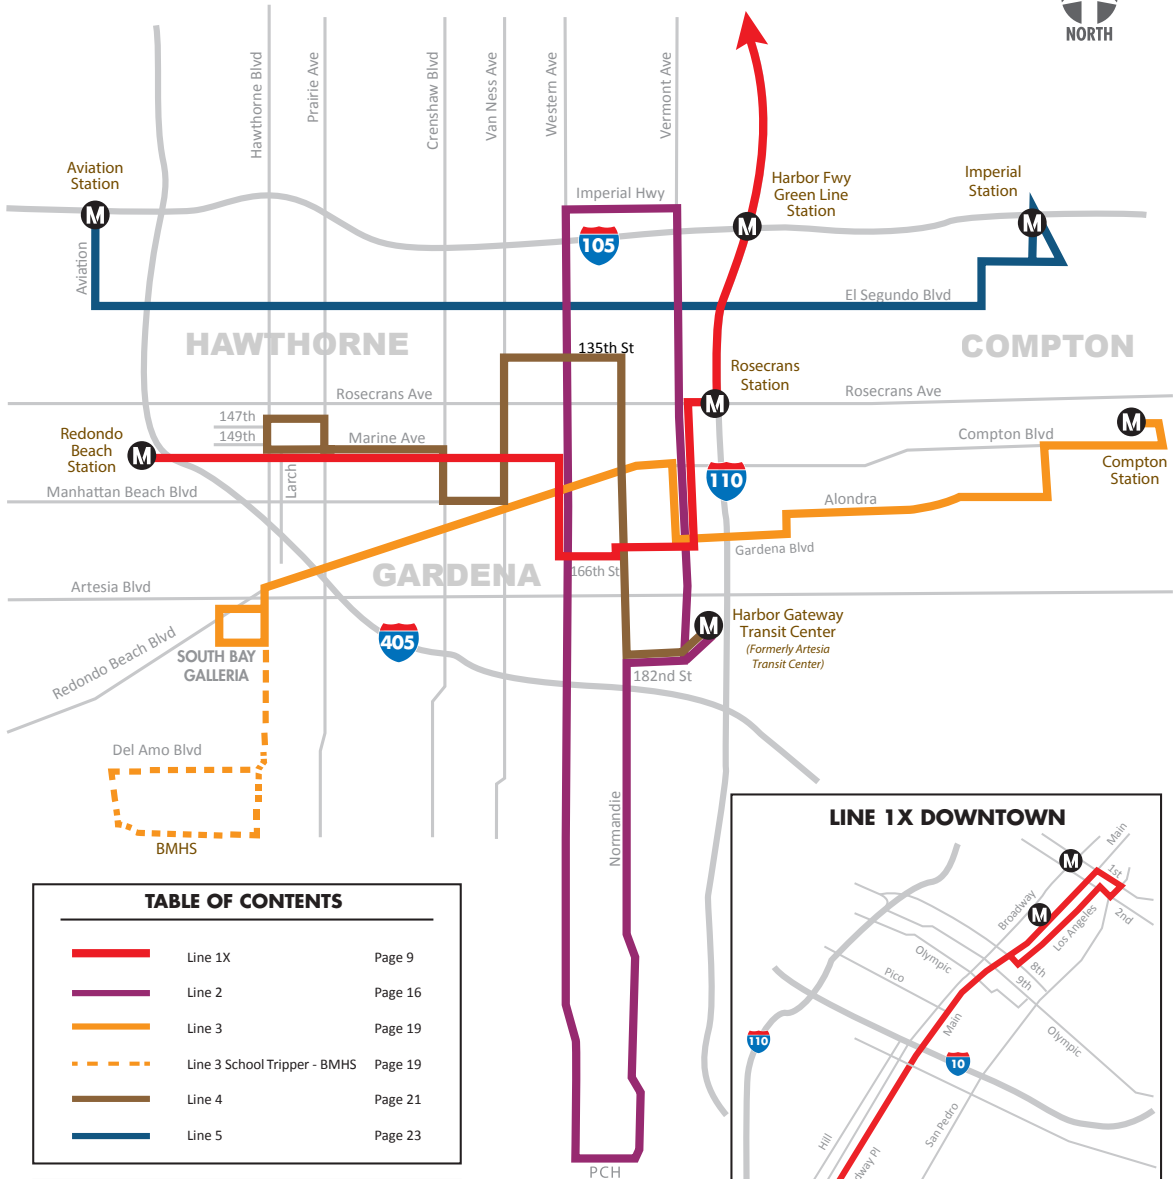 NORTH
Hawthorne Blvd
Prairie Ave
Crenshaw Blvd
Van Ness Ave
Western Ave
Vermont Ave
Aviation
Station
M
Harbor Fwy
Green Line
Station
M
Imperial
Station
M
Imperial Hwy
105
Aviation
El Segundo Blvd
HAWTHORNE
COMPTON
135th St
Rosecrans
Station
M
Rosecrans Ave
Rosecrans Ave
147th
149th
Marine Ave
Redondo
Beach
Station
M
Larch
Compton Blvd
M
Compton
Station
Manhattan Beach Blvd
110
Alondra
Gardena Blvd
GARDENA
166th St
Artesia Blvd
Harbor Gateway
Transit Center
(Formerly Artesia
Transit Center)
M
405
Redondo Beach Blvd
SOUTH BAY
GALLERIA
182nd St
Del Amo Blvd
BMHS
Normandie
PCH
TABLE OF CONTENTS
Line 1X Page 9
Line 2 Page 16
Line 3 Page 19
Line 3 School Tripper - BMHS Page 19
Line 4 Page 21
Line 5 Page 23
LINE 1X DOWNTOWN
Main
M
1st
Broadway
M
Los Angeles
2nd
Olympic
8th
9th
Pico
Main
Olympic
110
10
San Pedro
Hill
dway Pl